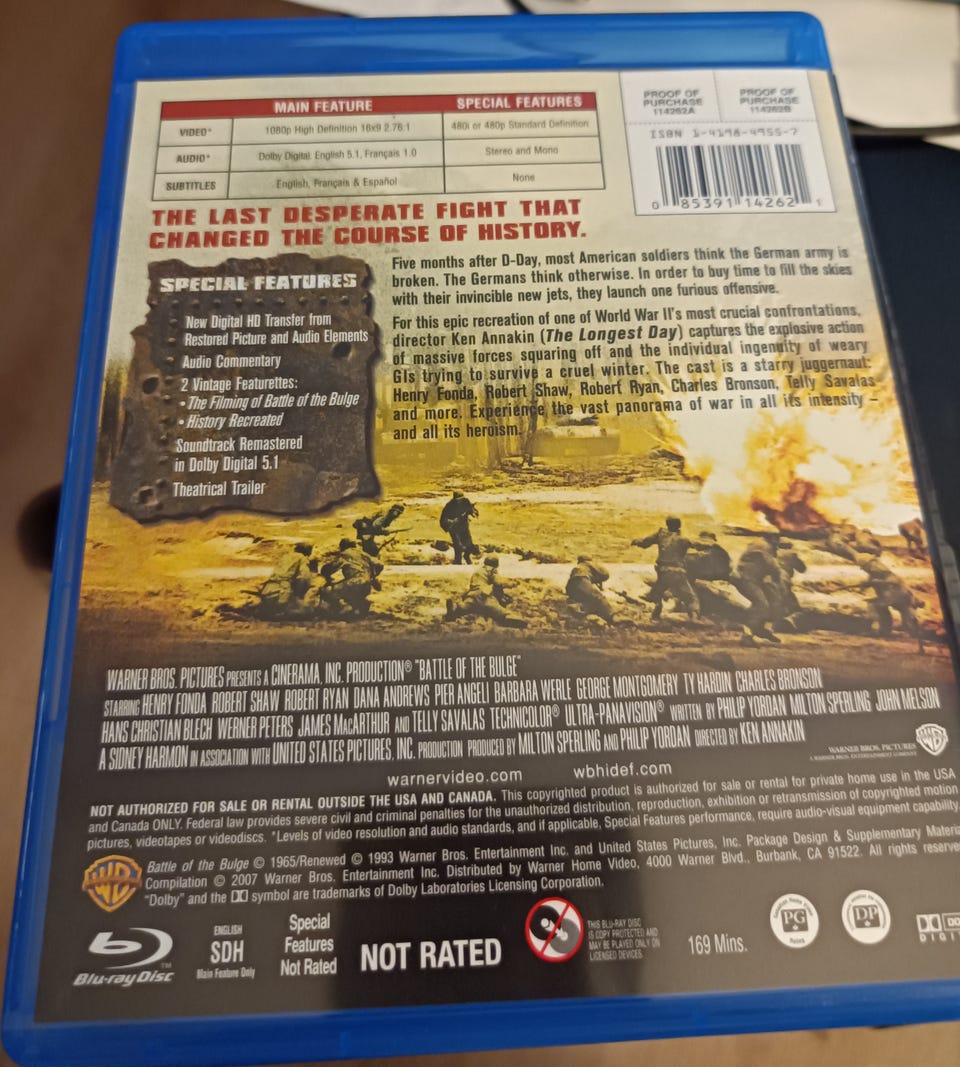 MAIN FEATURE SPECIAL FEATURES
VIDEO* 1080p High Definition 16x9 2.76:1 480i or 480p Standard Definition
AUDIO* Dolby Digital: English 5.1, Français 1.0 Stereo and Mono
SUBTITLES English, Français & Español None
PROOF OF PURCHASE 114262A
PROOF OF PURCHASE 114262B
ISBN 1-4198-4955-7
0 85391 14262 1
THE LAST DESPERATE FIGHT THAT
CHANGED THE COURSE OF HISTORY.
SPECIAL FEATURES
New Digital HD Transfer from
Restored Picture and Audio Elements
Audio Commentary
2 Vintage Featurettes:
• The Filming of Battle of the Bulge
• History Recreated
Soundtrack Remastered
in Dolby Digital 5.1
Theatrical Trailer
Five months after D-Day, most American soldiers think the German army is
broken. The Germans think otherwise. In order to buy time to fill the skies
with their invincible new jets, they launch one furious offensive.
For this epic recreation of one of World War II's most crucial confrontations,
director Ken Annakin (The Longest Day) captures the explosive action
of massive forces squaring off and the individual ingenuity of weary
GIs trying to survive a cruel winter. The cast is a starry juggernaut:
Henry Fonda, Robert Shaw, Robert Ryan, Charles Bronson, Telly Savalas
and more. Experience the vast panorama of war in all its intensity –
and all its heroism.
WARNER BROS. PICTURES PRESENTS A CINERAMA, INC. PRODUCTION® "BATTLE OF THE BULGE"
STARRING HENRY FONDA ROBERT SHAW ROBERT RYAN DANA ANDREWS PIER ANGELI BARBARA WERLE GEORGE MONTGOMERY TY HARDIN CHARLES BRONSON
HANS CHRISTIAN BLECH WERNER PETERS JAMES MacARTHUR AND TELLY SAVALAS TECHNICOLOR® ULTRA-PANAVISION® WRITTEN BY PHILIP YORDAN MILTON SPERLING JOHN MELSON
A SIDNEY HARMON IN ASSOCIATION WITH UNITED STATES PICTURES, INC. PRODUCTION PRODUCED BY MILTON SPERLING AND PHILIP YORDAN DIRECTED BY KEN ANNAKIN
WARNER BROS. PICTURES
A WARNER BROS. ENTERTAINMENT COMPANY
warnervideo.com wbhidef.com
NOT AUTHORIZED FOR SALE OR RENTAL OUTSIDE THE USA AND CANADA. This copyrighted product is authorized for sale or rental for private home use in the USA
and Canada ONLY. Federal law provides severe civil and criminal penalties for the unauthorized distribution, reproduction, exhibition or retransmission of copyrighted motion
pictures, videotapes or videodiscs. *Levels of video resolution and audio standards, and if applicable, Special Features performance, require audio-visual equipment capability.
Battle of the Bulge © 1965/Renewed © 1993 Warner Bros. Entertainment Inc. and United States Pictures, Inc. Package Design & Supplementary Materia
Compilation © 2007 Warner Bros. Entertainment Inc. Distributed by Warner Home Video, 4000 Warner Blvd., Burbank, CA 91522. All rights reserve
"Dolby" and the symbol are trademarks of Dolby Laboratories Licensing Corporation.
Blu-ray Disc™
ENGLISH
SDH
Main Feature Only
Special
Features
Not Rated
NOT RATED
THIS BLU-RAY DISC
IS COPY PROTECTED AND
MAY BE PLAYED ONLY ON
LICENSED DEVICES.
169 Mins.
PG
DP
DO
DIGI